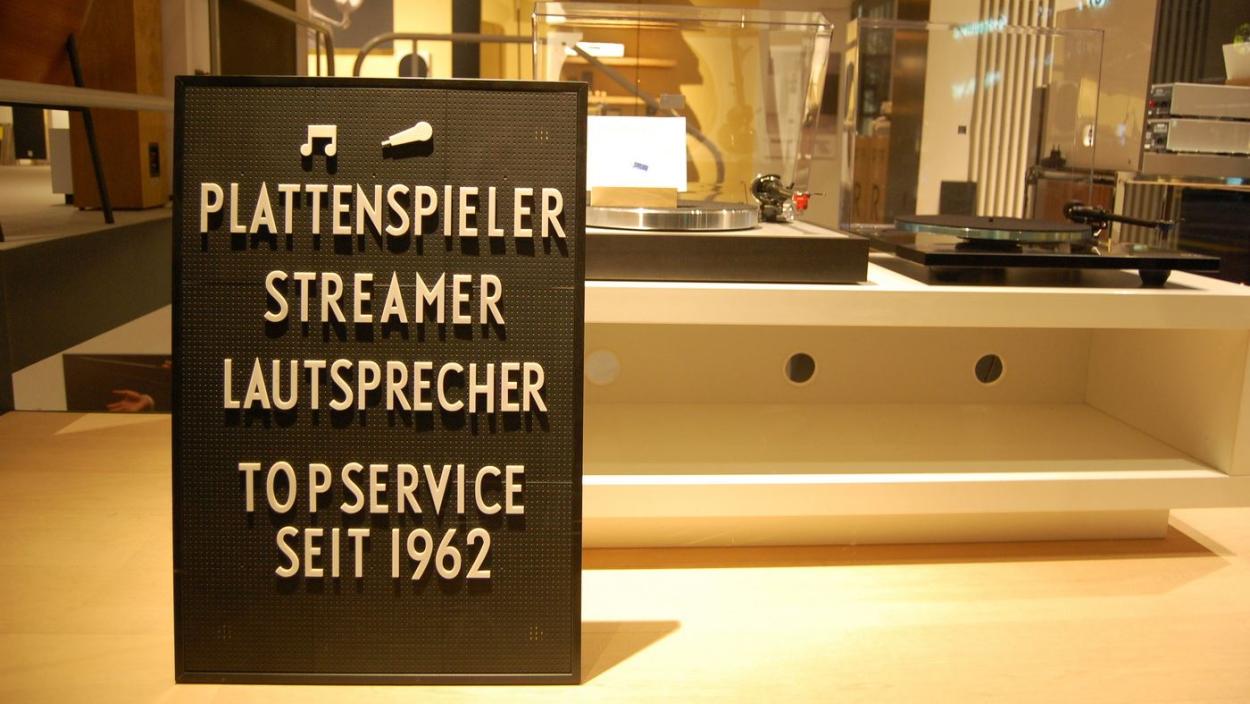 PLATTENSPIELER
STREAMER
LAUTSPRECHER
TOPSERVICE
SEIT 1962